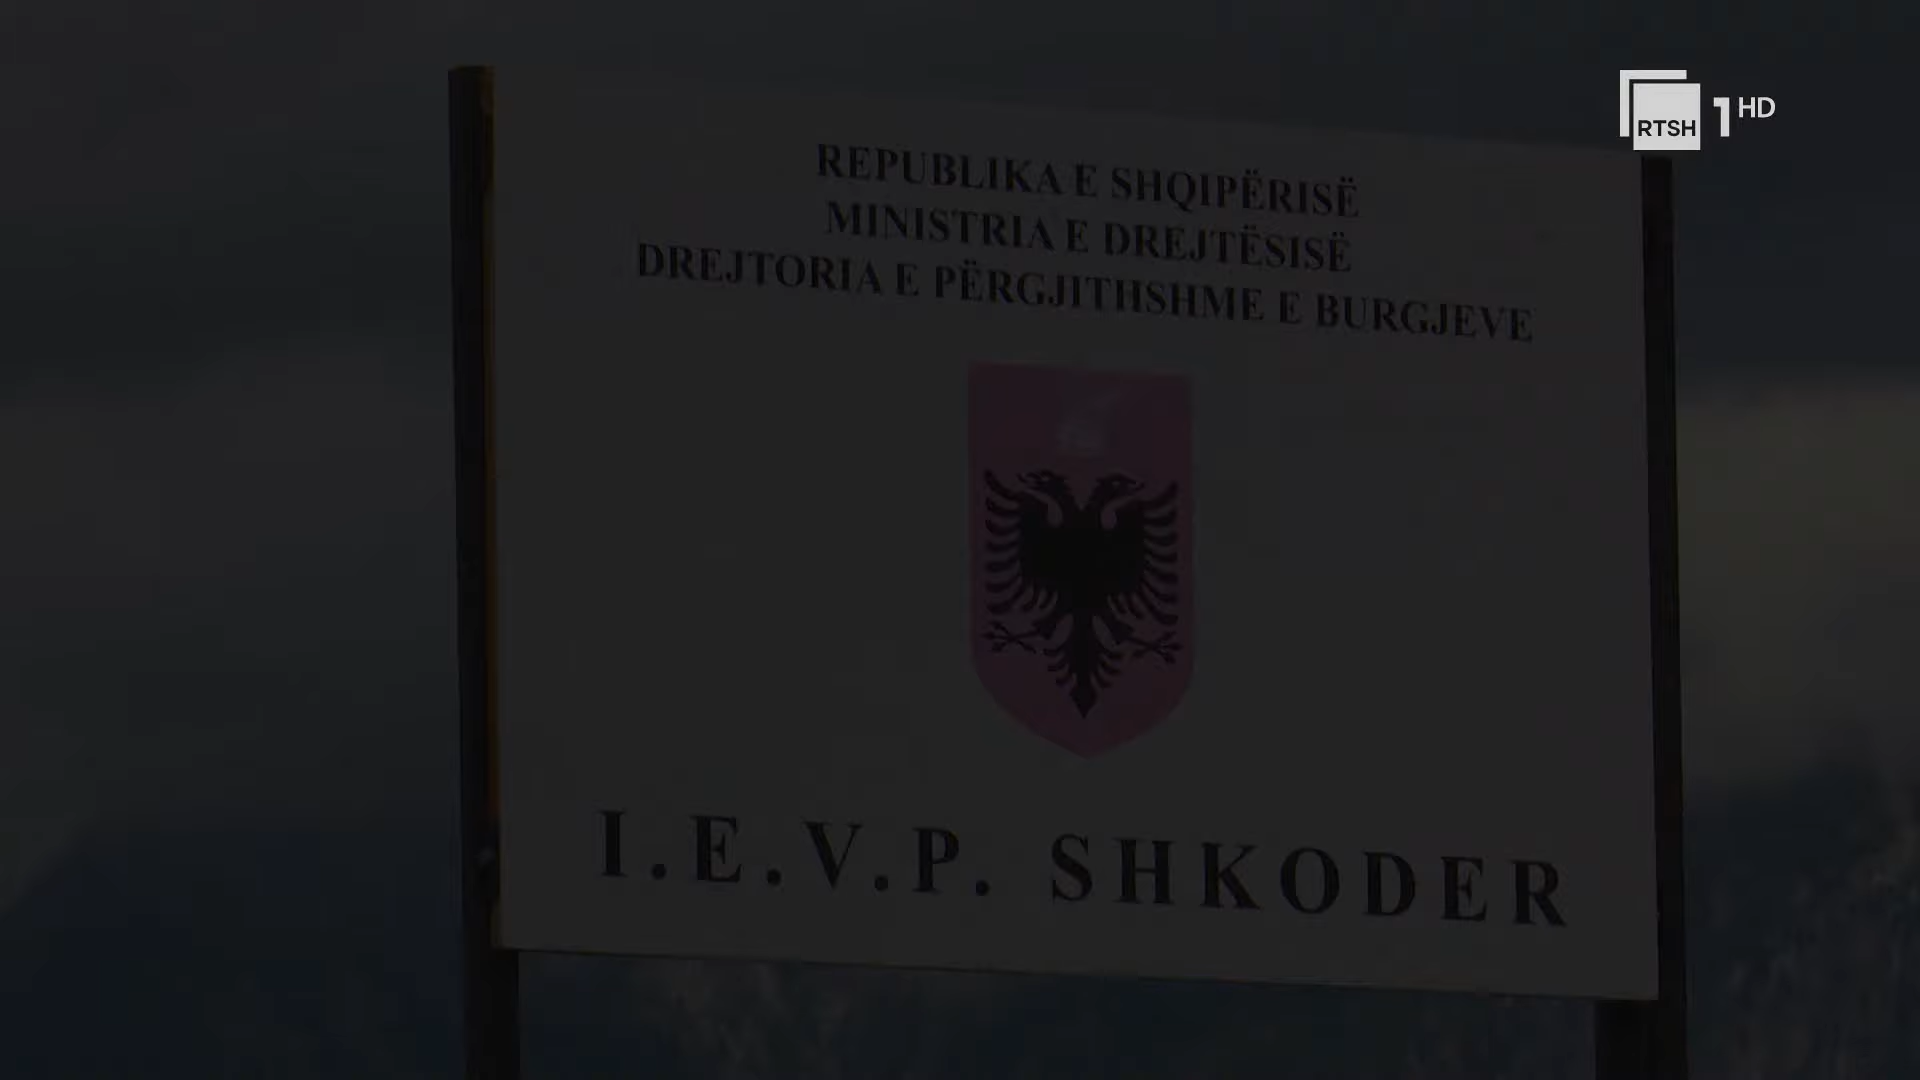 RTSH 1 HD
REPUBLIKA E SHQIPËRISË
MINISTRIA E DREJTËSISË
DREJTORIA E PËRGJITHSHME E BURGJEVE
I.E.V.P. SHKODER